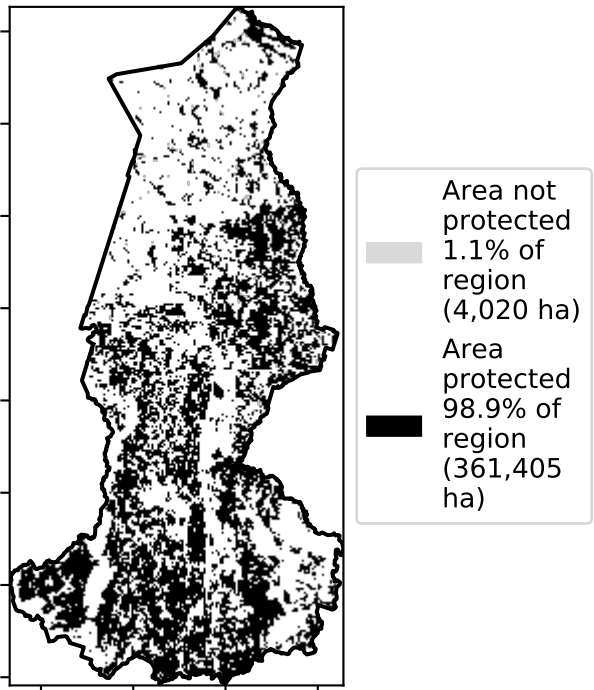 Area not
protected
1.1% of
region
(4,020 ha)
Area
protected
98.9% of
region
(361,405
ha)